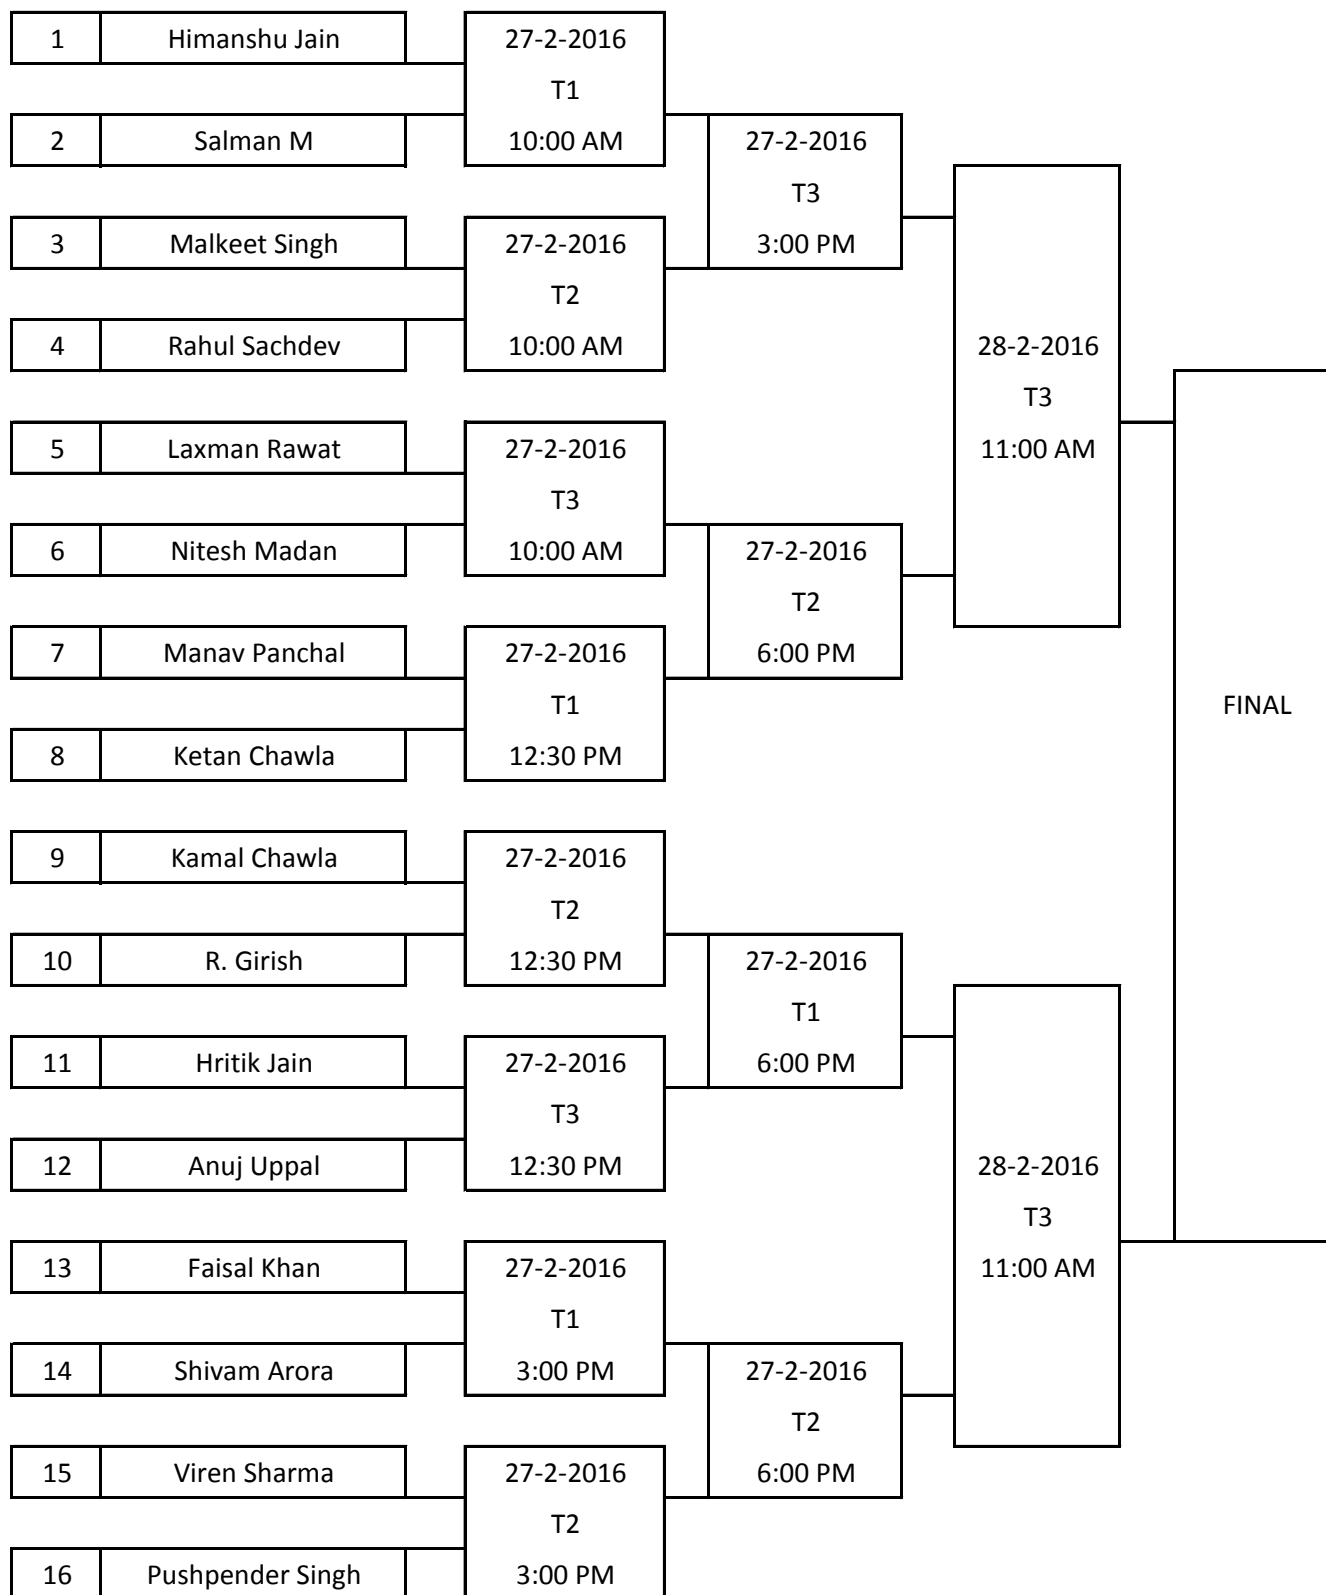 1 Himanshu Jain 27-2-2016
T1
2 Salman M 10:00 AM 27-2-2016
T3
3 Malkeet Singh 27-2-2016 3:00 PM
T2
4 Rahul Sachdev 10:00 AM 28-2-2016
T3
5 Laxman Rawat 27-2-2016 11:00 AM
T3
6 Nitesh Madan 10:00 AM 27-2-2016
T2
7 Manav Panchal 27-2-2016 6:00 PM
T1 FINAL
8 Ketan Chawla 12:30 PM
9 Kamal Chawla 27-2-2016
T2
10 R. Girish 12:30 PM 27-2-2016
T1
11 Hritik Jain 27-2-2016 6:00 PM
T3
12 Anuj Uppal 12:30 PM 28-2-2016
T3
13 Faisal Khan 27-2-2016 11:00 AM
T1
14 Shivam Arora 3:00 PM 27-2-2016
T2
15 Viren Sharma 27-2-2016 6:00 PM
T2
16 Pushpender Singh 3:00 PM